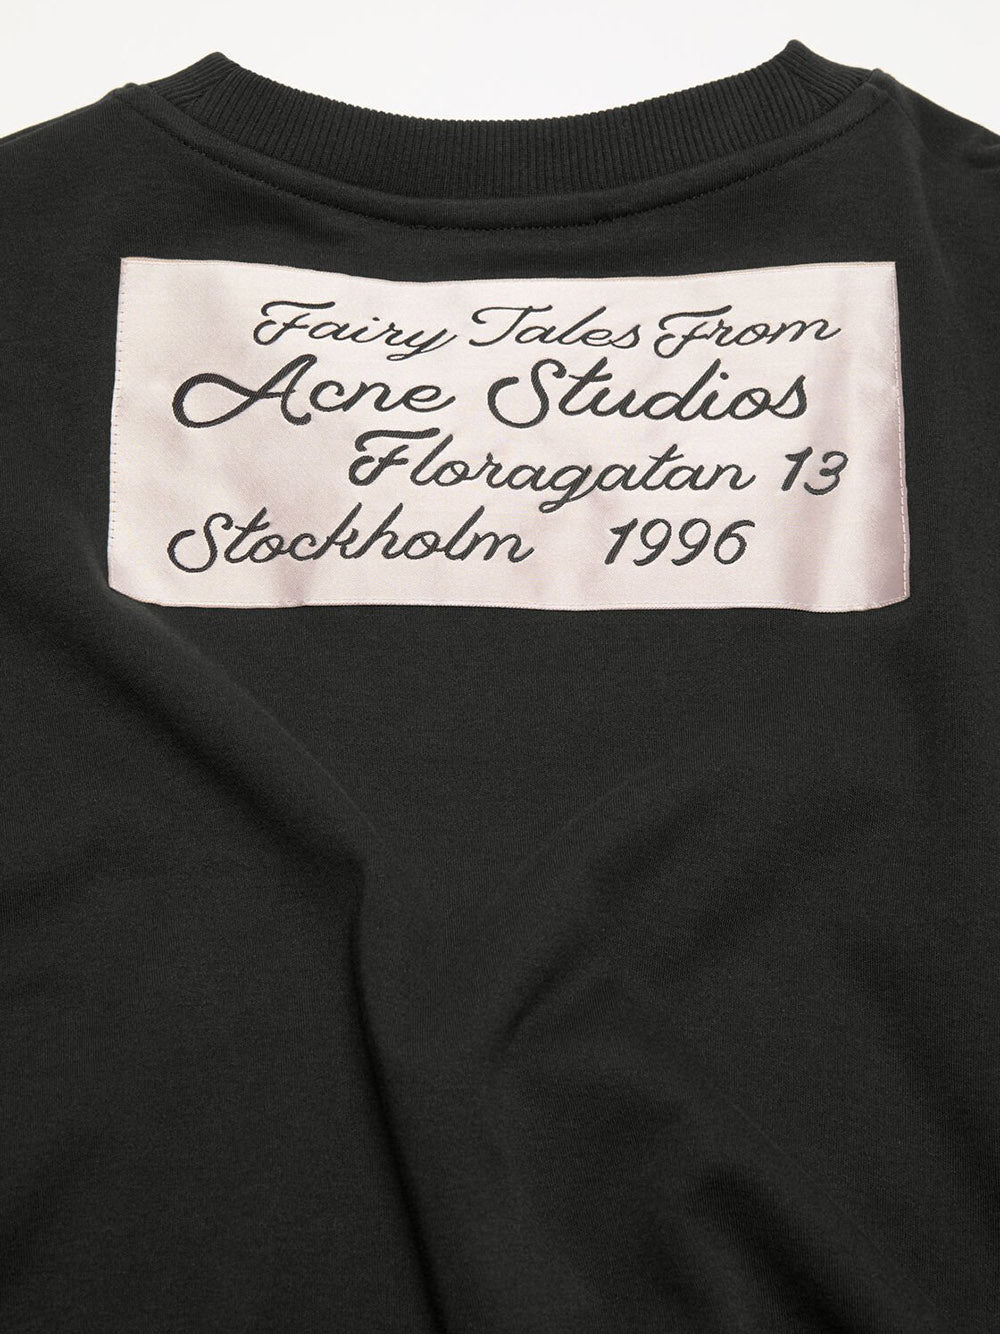 Fairy Tales From
Acne Studios
Floragatan 13
Stockholm 1996